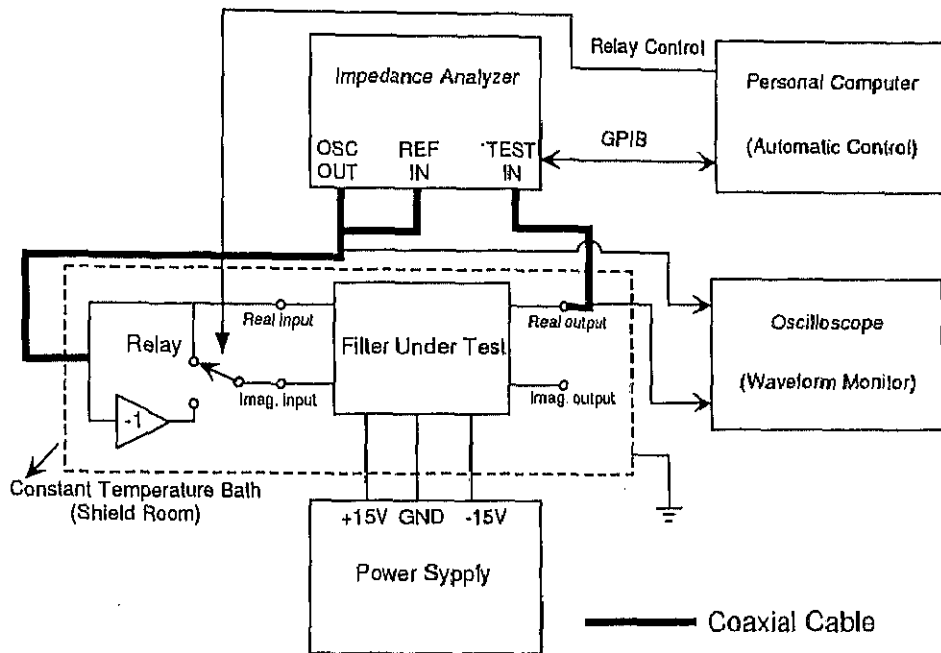 Relay Control
Impedance Analyzer
OSC OUT
REF IN
TEST IN
GPIB
Personal Computer
(Automatic Control)
Relay
Real input
Imag. input
Filter Under Test
Real output
Imag. output
-1
Oscilloscope
(Waveform Monitor)
Constant Temperature Bath
(Shield Room)
+15V GND -15V
Power Sypply
Coaxial Cable